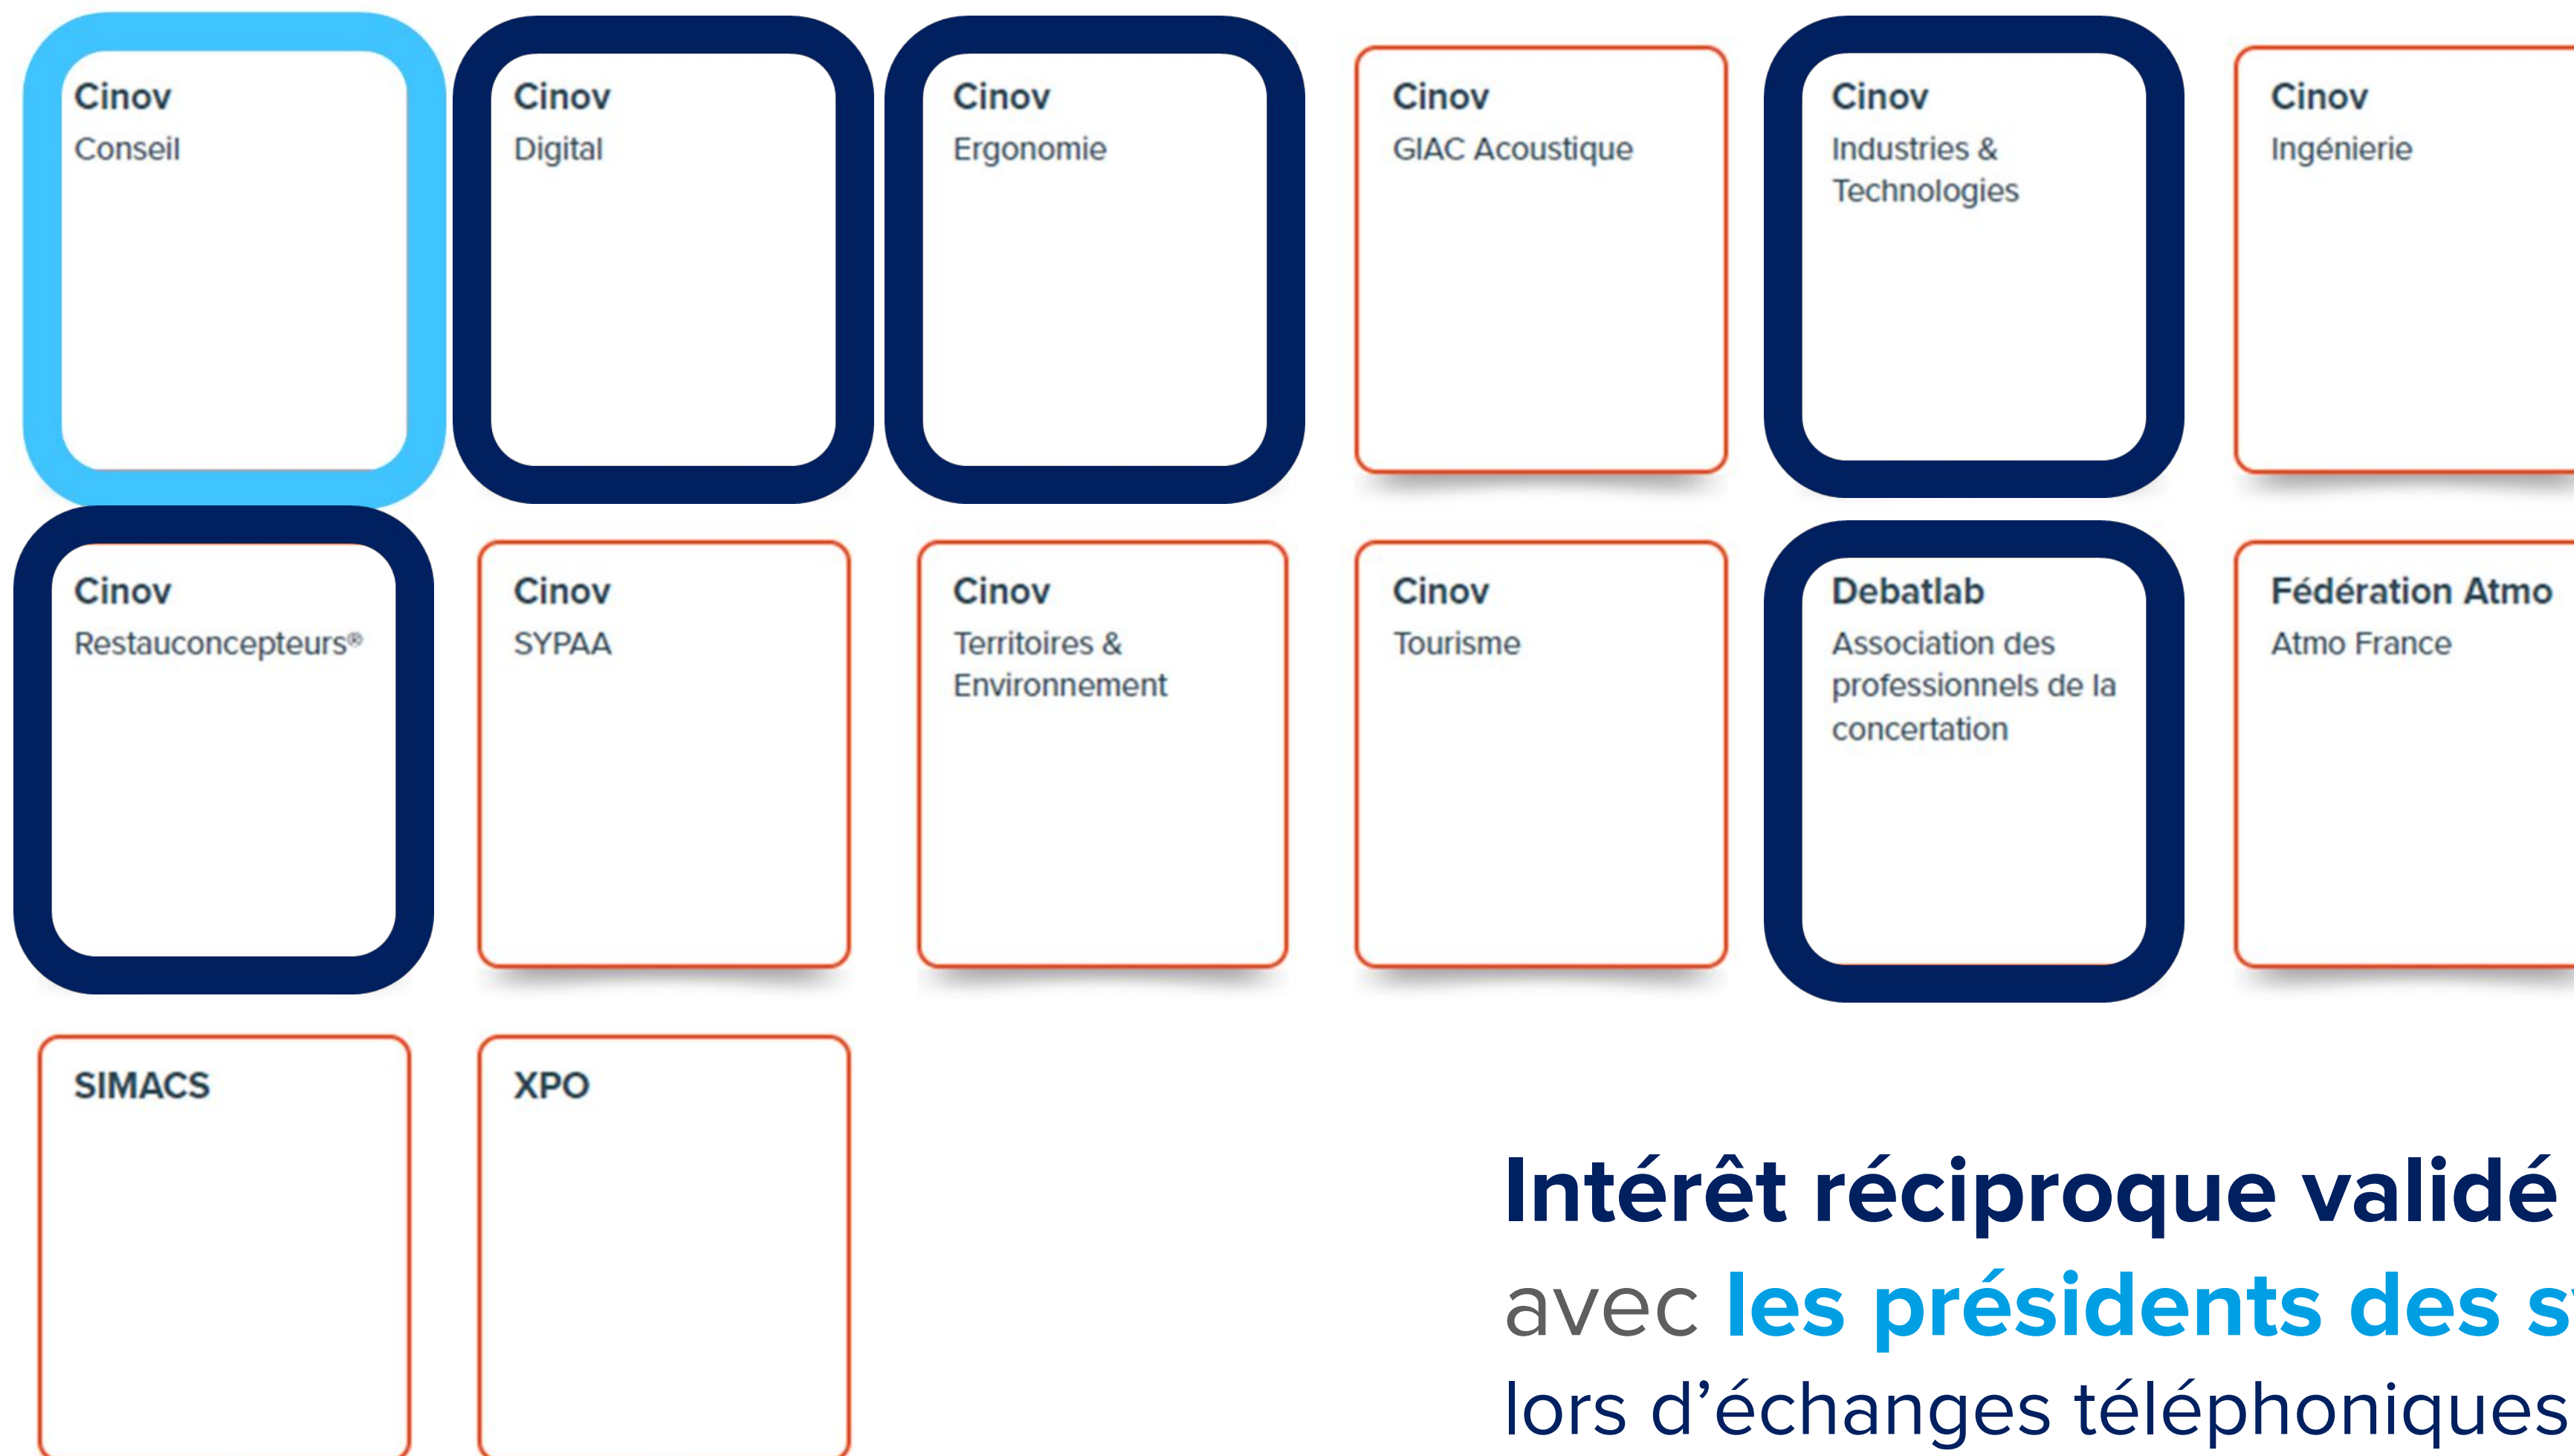 Cinov
Conseil
Cinov
Digital
Cinov
Ergonomie
Cinov
GIAC Acoustique
Cinov
Industries &
Technologies
Cinov
Ingénierie
Cinov
Restauconcepteurs®
Cinov
SYPAA
Cinov
Territoires &
Environnement
Cinov
Tourisme
Debatlab
Association des
professionnels de la
concertation
Fédération Atmo
Atmo France
SIMACS
XPO
Intérêt réciproque validé
avec les présidents des
lors d’échanges téléphoniques